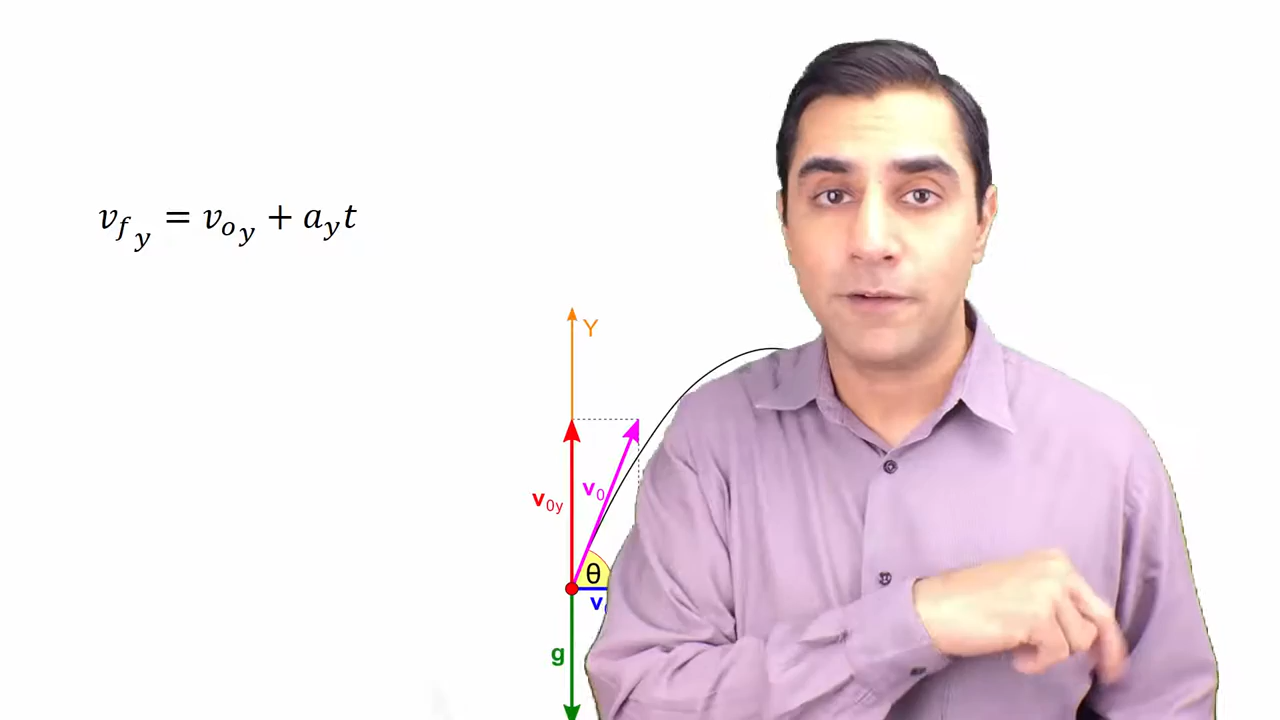 v_{f_y} = v_{o_y} + a_y t
Y
v₀
v₀y
θ
v
g